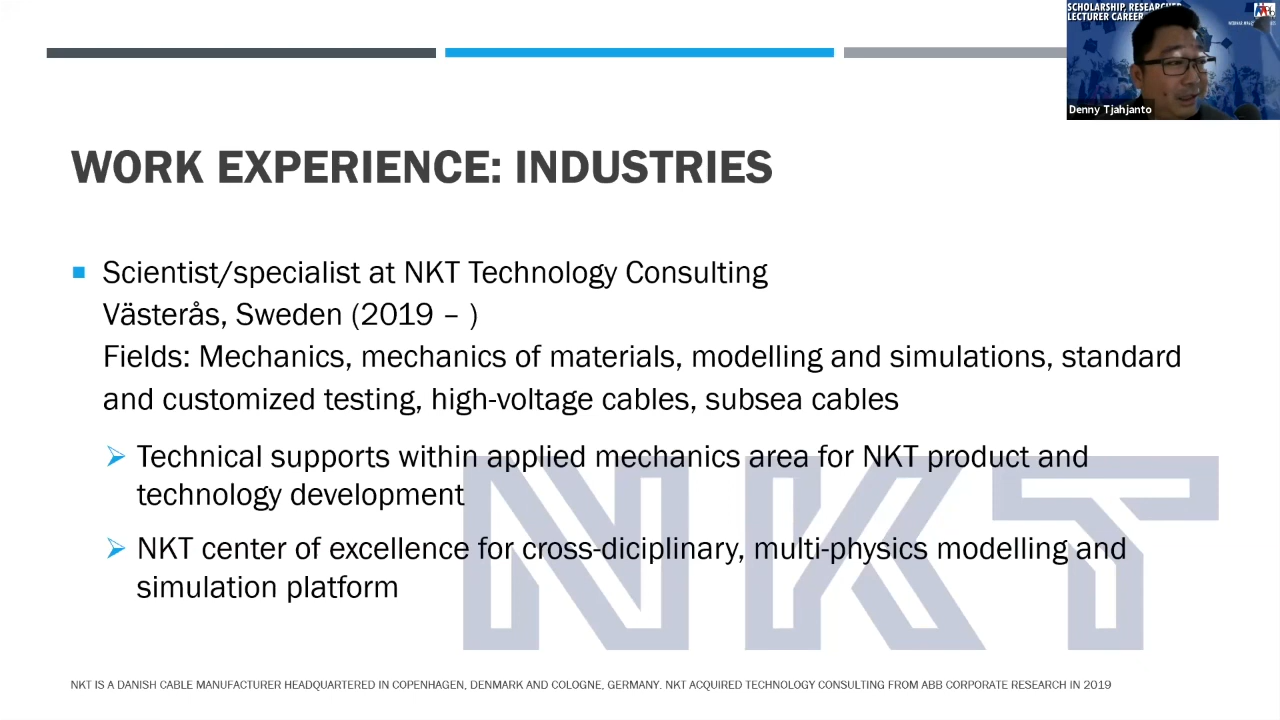 SCHOLARSHIP, RESEARCHER
LECTURER CAREER
Denny Tjahjanto
WORK EXPERIENCE: INDUSTRIES
Scientist/specialist at NKT Technology Consulting
Västerås, Sweden (2019 – )
Fields: Mechanics, mechanics of materials, modelling and simulations, standard
and customized testing, high-voltage cables, subsea cables
Technical supports within applied mechanics area for NKT product and
technology development
NKT center of excellence for cross-diciplinary, multi-physics modelling and
simulation platform
NKT
NKT IS A DANISH CABLE MANUFACTURER HEADQUARTERED IN COPENHAGEN, DENMARK AND COLOGNE, GERMANY. NKT ACQUIRED TECHNOLOGY CONSULTING FROM ABB CORPORATE RESEARCH IN 2019